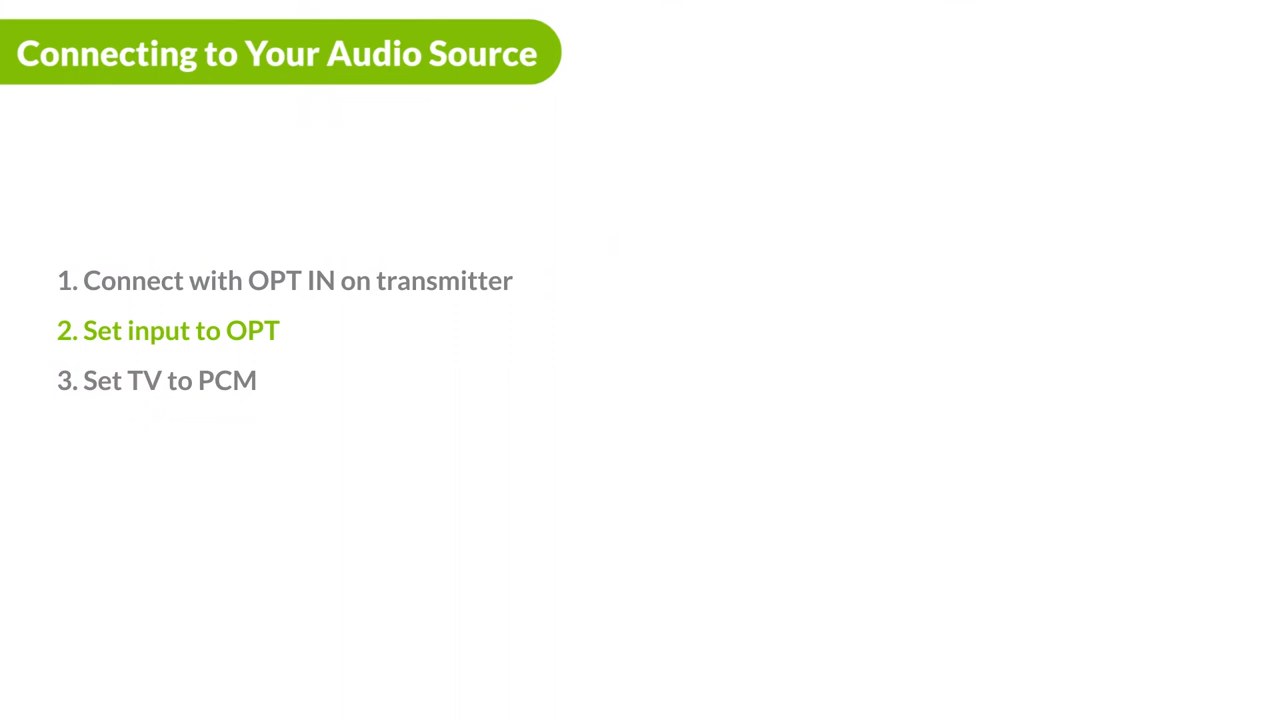 Connecting to Your Audio Source
1. Connect with OPT IN on transmitter
2. Set input to OPT
3. Set TV to PCM